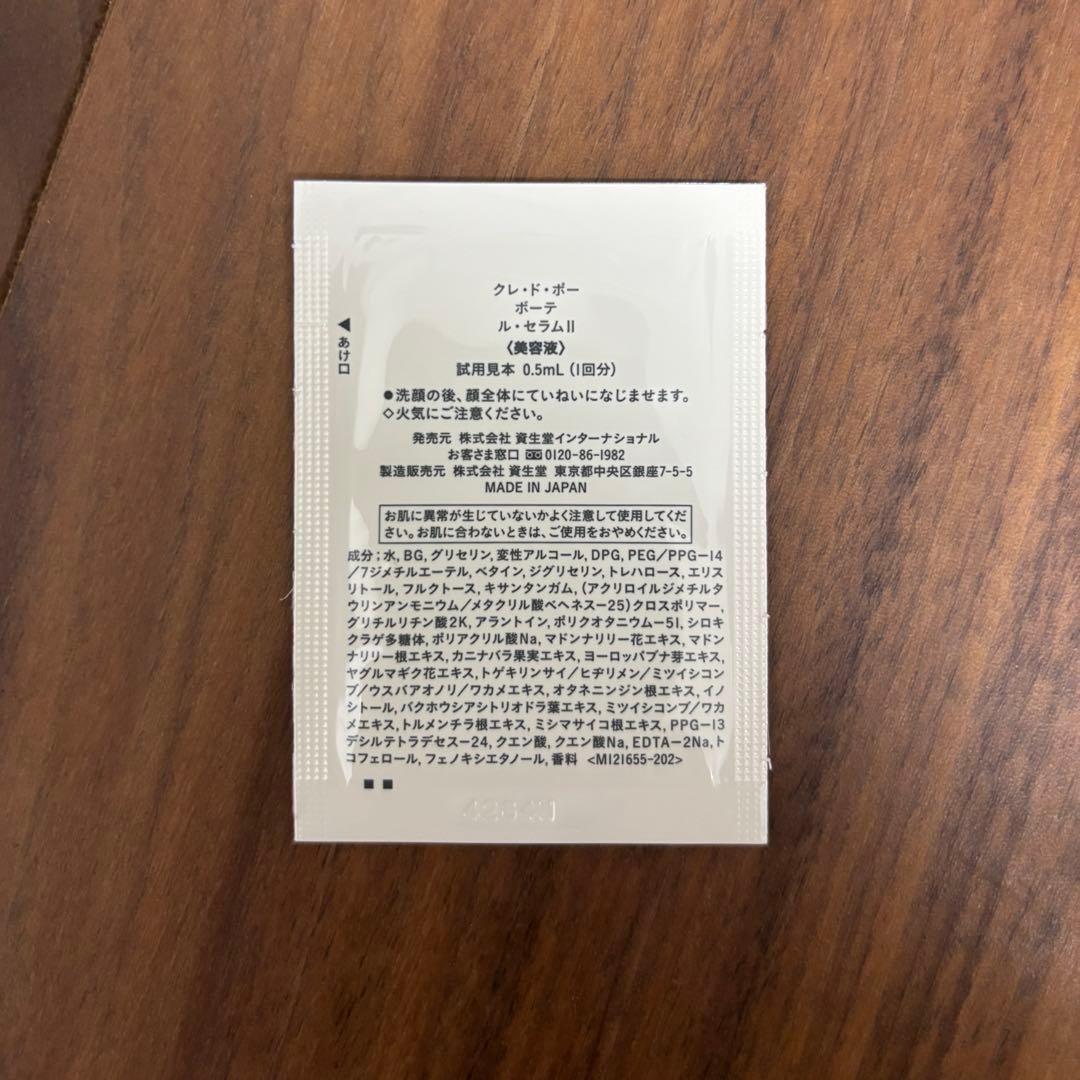 クレ・ド・ポー
ボーテ
ル・セラムⅡ
〈美容液〉
試用見本 0.5mL (1回分)
◀あけ口
●洗顔の後、顔全体にていねいになじませます。
◇火気にご注意ください。
発売元 株式会社 資生堂インターナショナル
お客さま窓口 0120-86-1982
製造販売元 株式会社 資生堂 東京都中央区銀座7-5-5
MADE IN JAPAN
お肌に異常が生じていないかよく注意して使用してくだ
さい。お肌に合わないときは、ご使用をおやめください。
成分;水, BG, グリセリン, 変性アルコール, DPG, PEG/PPG-14
/7ジメチルエーテル, ベタイン, ジグリセリン, トレハロース, エリス
リトール, フルクトース, キサンタンガム, (アクリロイルジメチルタ
ウリンアンモニウム/メタクリル酸ベヘネス-25)クロスポリマー,
グリチルリチン酸2K, アラントイン, ポリクオタニウム-51, シロキ
クラゲ多糖体, ポリアクリル酸Na, マドンナリリー花エキス, マドン
ナリリー根エキス, カニナバラ果実エキス, ヨーロッパブナ芽エキス,
ヤグルマギク花エキス, トゲキリンサイ/ヒヂリメン/ミツイシコン
ブ/ウスバアオノリ/ワカメエキス, オタネニンジン根エキス, イノ
シトール, バクホウシアシトリオドラ葉エキス, ミツイシコンブ/ワカ
メエキス, トルメンチラ根エキス, ミシマサイコ根エキス, PPG-13
デシルテトラデセス-24, クエン酸, クエン酸Na, EDTA-2Na, ト
コフェロール, フェノキシエタノール, 香料 <M121655-202>